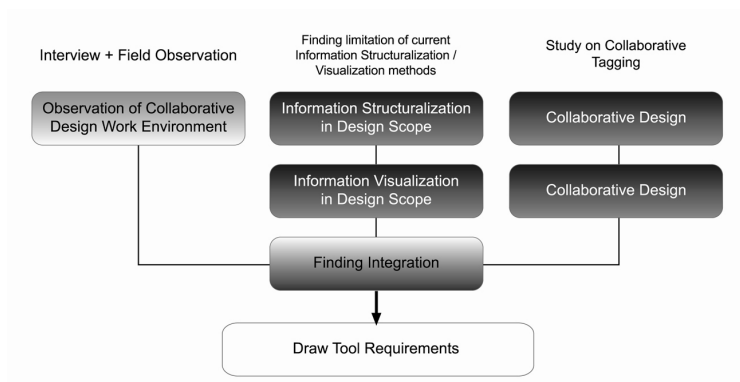 Interview + Field Observation
Finding limitation of current
Information Structuralization /
Visualization methods
Study on Collaborative
Tagging
Observation of Collaborative
Design Work Environment
Information Structuralization
in Design Scope
Collaborative Design
Information Visualization
in Design Scope
Collaborative Design
Finding Integration
Draw Tool Requirements